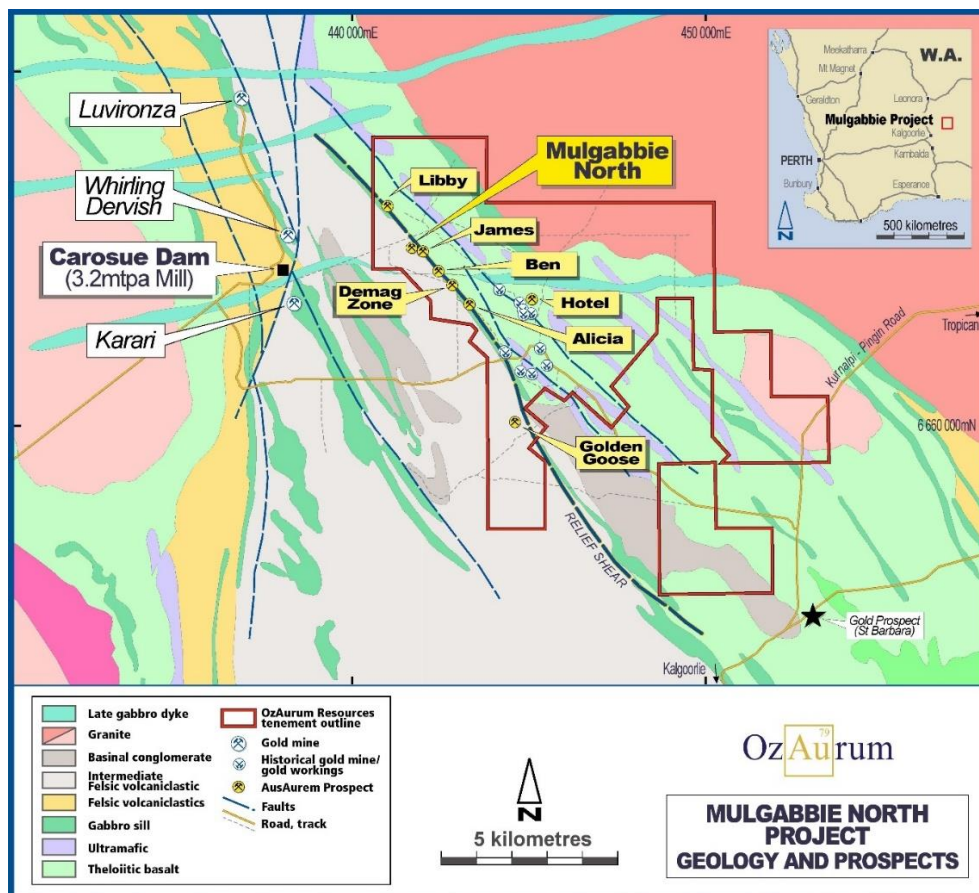 440 000mE
450 000mE
Luvironza
Whirling
Dervish
Carosue Dam
(3.2mtpa Mill)
Karari
Mulgabbie
North
Libby
James
Ben
Demag
Zone
Hotel
Alicia
Golden
Goose
RELIEF SHEAR
Kurnalpi - Pingin Road
Tropican
6 660 000mN
Gold Prospect
(St Barbara)
Kalgoorlie
W.A.
Meekatharra
Mt Magnet
Geraldton
Leonora
Mulgabbie Project
Kalgoorlie
Kambalda
PERTH
Bunbury
Esperance
N
500 kilometres
Late gabbro dyke
Granite
Basinal conglomerate
Intermediate
Felsic volcaniclastic
Felsic volcaniclastics
Gabbro sill
Ultramafic
Theloiitic basalt
OzAurum Resources
tenement outline
Gold mine
Historical gold mine/
gold workings
AusAurem Prospect
Faults
Road, track
N
5 kilometres
79
OzAurum
MULGABBIE NORTH
PROJECT
GEOLOGY AND PROSPECTS